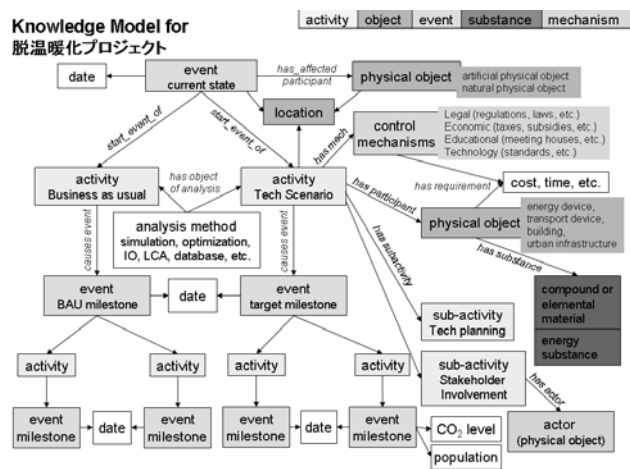 Knowledge Model for
脱温暖化プロジェクト
activity
object
event
substance
mechanism
date
event
current state
has_affected
participant
physical object
artificial physical object
natural physical object
location
start_event_of
start_event_of
has mech
control
mechanisms
Legal (regulations, laws, etc.)
Economic (taxes, subsidies, etc.)
Educational (meeting houses, etc.)
Technology (standards, etc.)
activity
Business as usual
has object
of analysis
activity
Tech Scenario
has participant
has requirement
cost, time, etc.
analysis method
simulation, optimization,
IO, LCA, database, etc.
physical object
energy device,
transport device,
building,
urban infrastructure
causes event
causes event
has subactivity
has substance
event
BAU milestone
date
event
target milestone
compound or
elemental
material
energy
substance
sub-activity
Tech planning
activity
activity
activity
activity
sub-activity
Stakeholder
Involvement
has actor
event
milestone
date
event
milestone
event
milestone
date
event
milestone
CO₂ level
population
actor
(physical object)